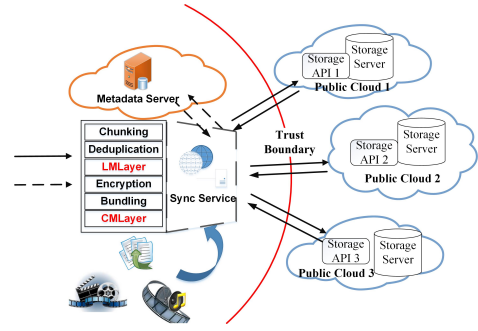 Metadata Server
Chunking
Deduplication
LMLayer
Encryption
Bundling
CMLayer
Sync Service
Trust
Boundary
Storage
API 1
Storage
Server
Public Cloud 1
Storage
API 2
Storage
Server
Public Cloud 2
Storage
API 3
Storage
Server
Public Cloud 3